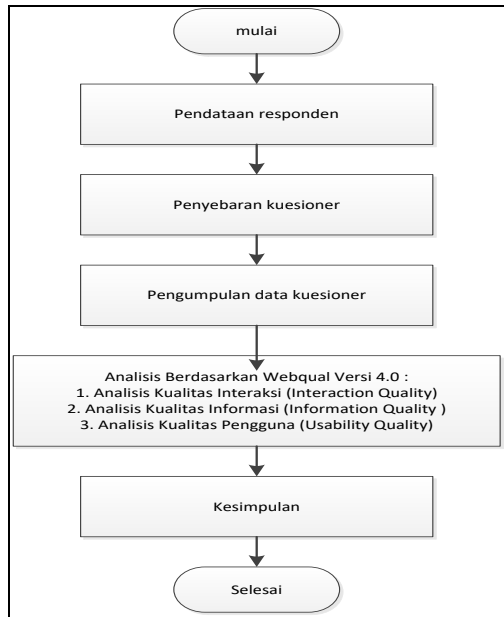 mulai
Pendataan responden
Penyebaran kuesioner
Pengumpulan data kuesioner
Analisis Berdasarkan Webqual Versi 4.0 :
1. Analisis Kualitas Interaksi (Interaction Quality)
2. Analisis Kualitas Informasi (Information Quality )
3. Analisis Kualitas Pengguna (Usability Quality)
Kesimpulan
Selesai